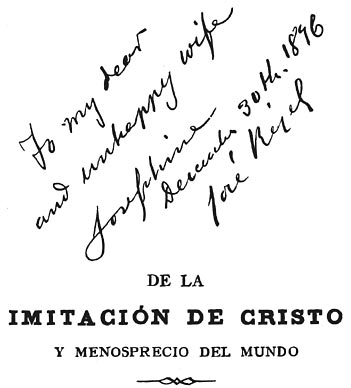 To my dear
and unhappy wife
Josephine
December 30th. 1896
José Rizal
DE LA
IMITACIÓN DE CRISTO
Y MENOSPRECIO DEL MUNDO